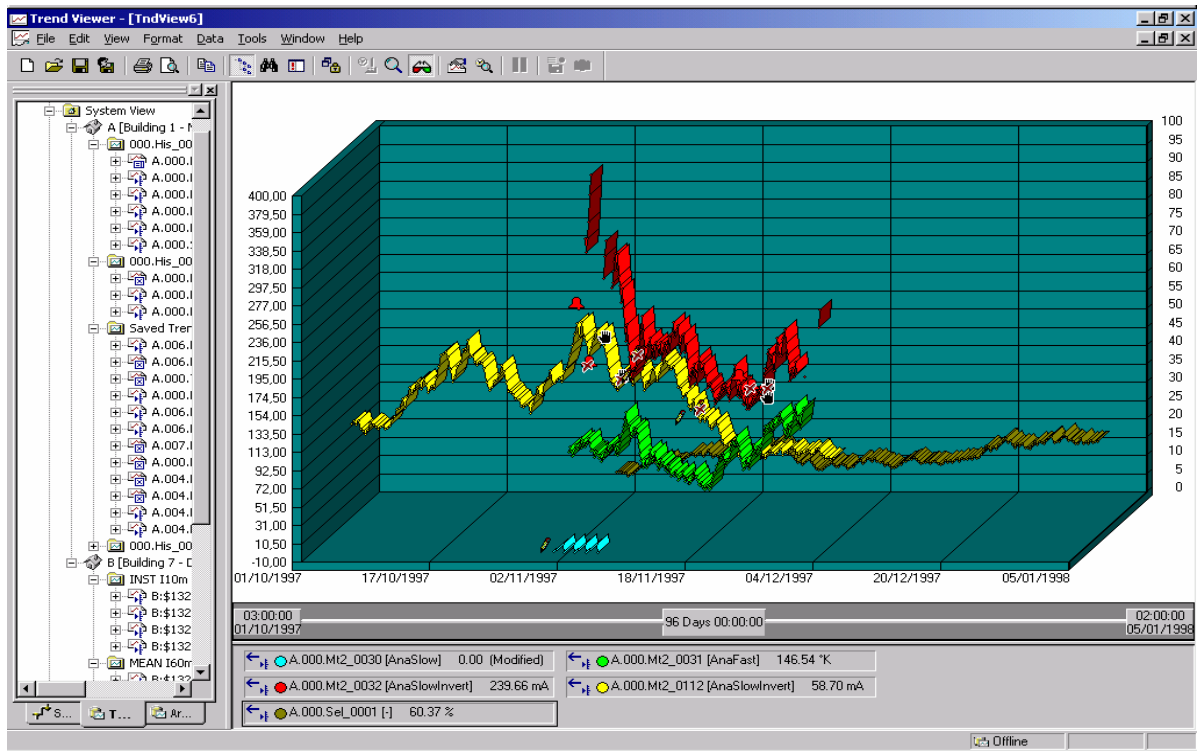 Trend Viewer - [TndView6]
File Edit View Format Data Tools Window Help
System View
A [Building 1 - N
000.His_00
A.000.I
A.000.I
A.000.I
A.000.I
A.000.I
A.000.:
000.His_00
A.000.I
A.000.I
A.000.I
Saved Trer
A.006.I
A.006.I
A.000.
A.000.I
A.006.I
A.006.I
A.007.I
A.000.I
A.004.I
A.004.I
A.004.I
A.004.I
000.His_00
B [Building 7 - D
INST I10m
B:$132
B:$132
B:$132
B:$132
MEAN I60m
B:$132
S...
T...
Ar...
400,00
379,50
359,00
338,50
318,00
297,50
277,00
256,50
236,00
215,50
195,00
174,50
154,00
133,50
113,00
92,50
72,00
51,50
31,00
10,50
-10,00
100
95
90
85
80
75
70
65
60
55
50
45
40
35
30
25
20
15
10
5
0
01/10/1997 17/10/1997 02/11/1997 18/11/1997 04/12/1997 20/12/1997 05/01/1998
03:00:00
01/10/1997
96 Days 00:00:00
02:00:00
05/01/1998
A.000.Mt2_0030 [AnaSlow] 0.00 (Modified)
A.000.Mt2_0031 [AnaFast] 146.54 °K
A.000.Mt2_0032 [AnaSlowInvert] 239.66 mA
A.000.Mt2_0112 [AnaSlowInvert] 58.70 mA
A.000.Sel_0001 [-] 60.37 %
Offline